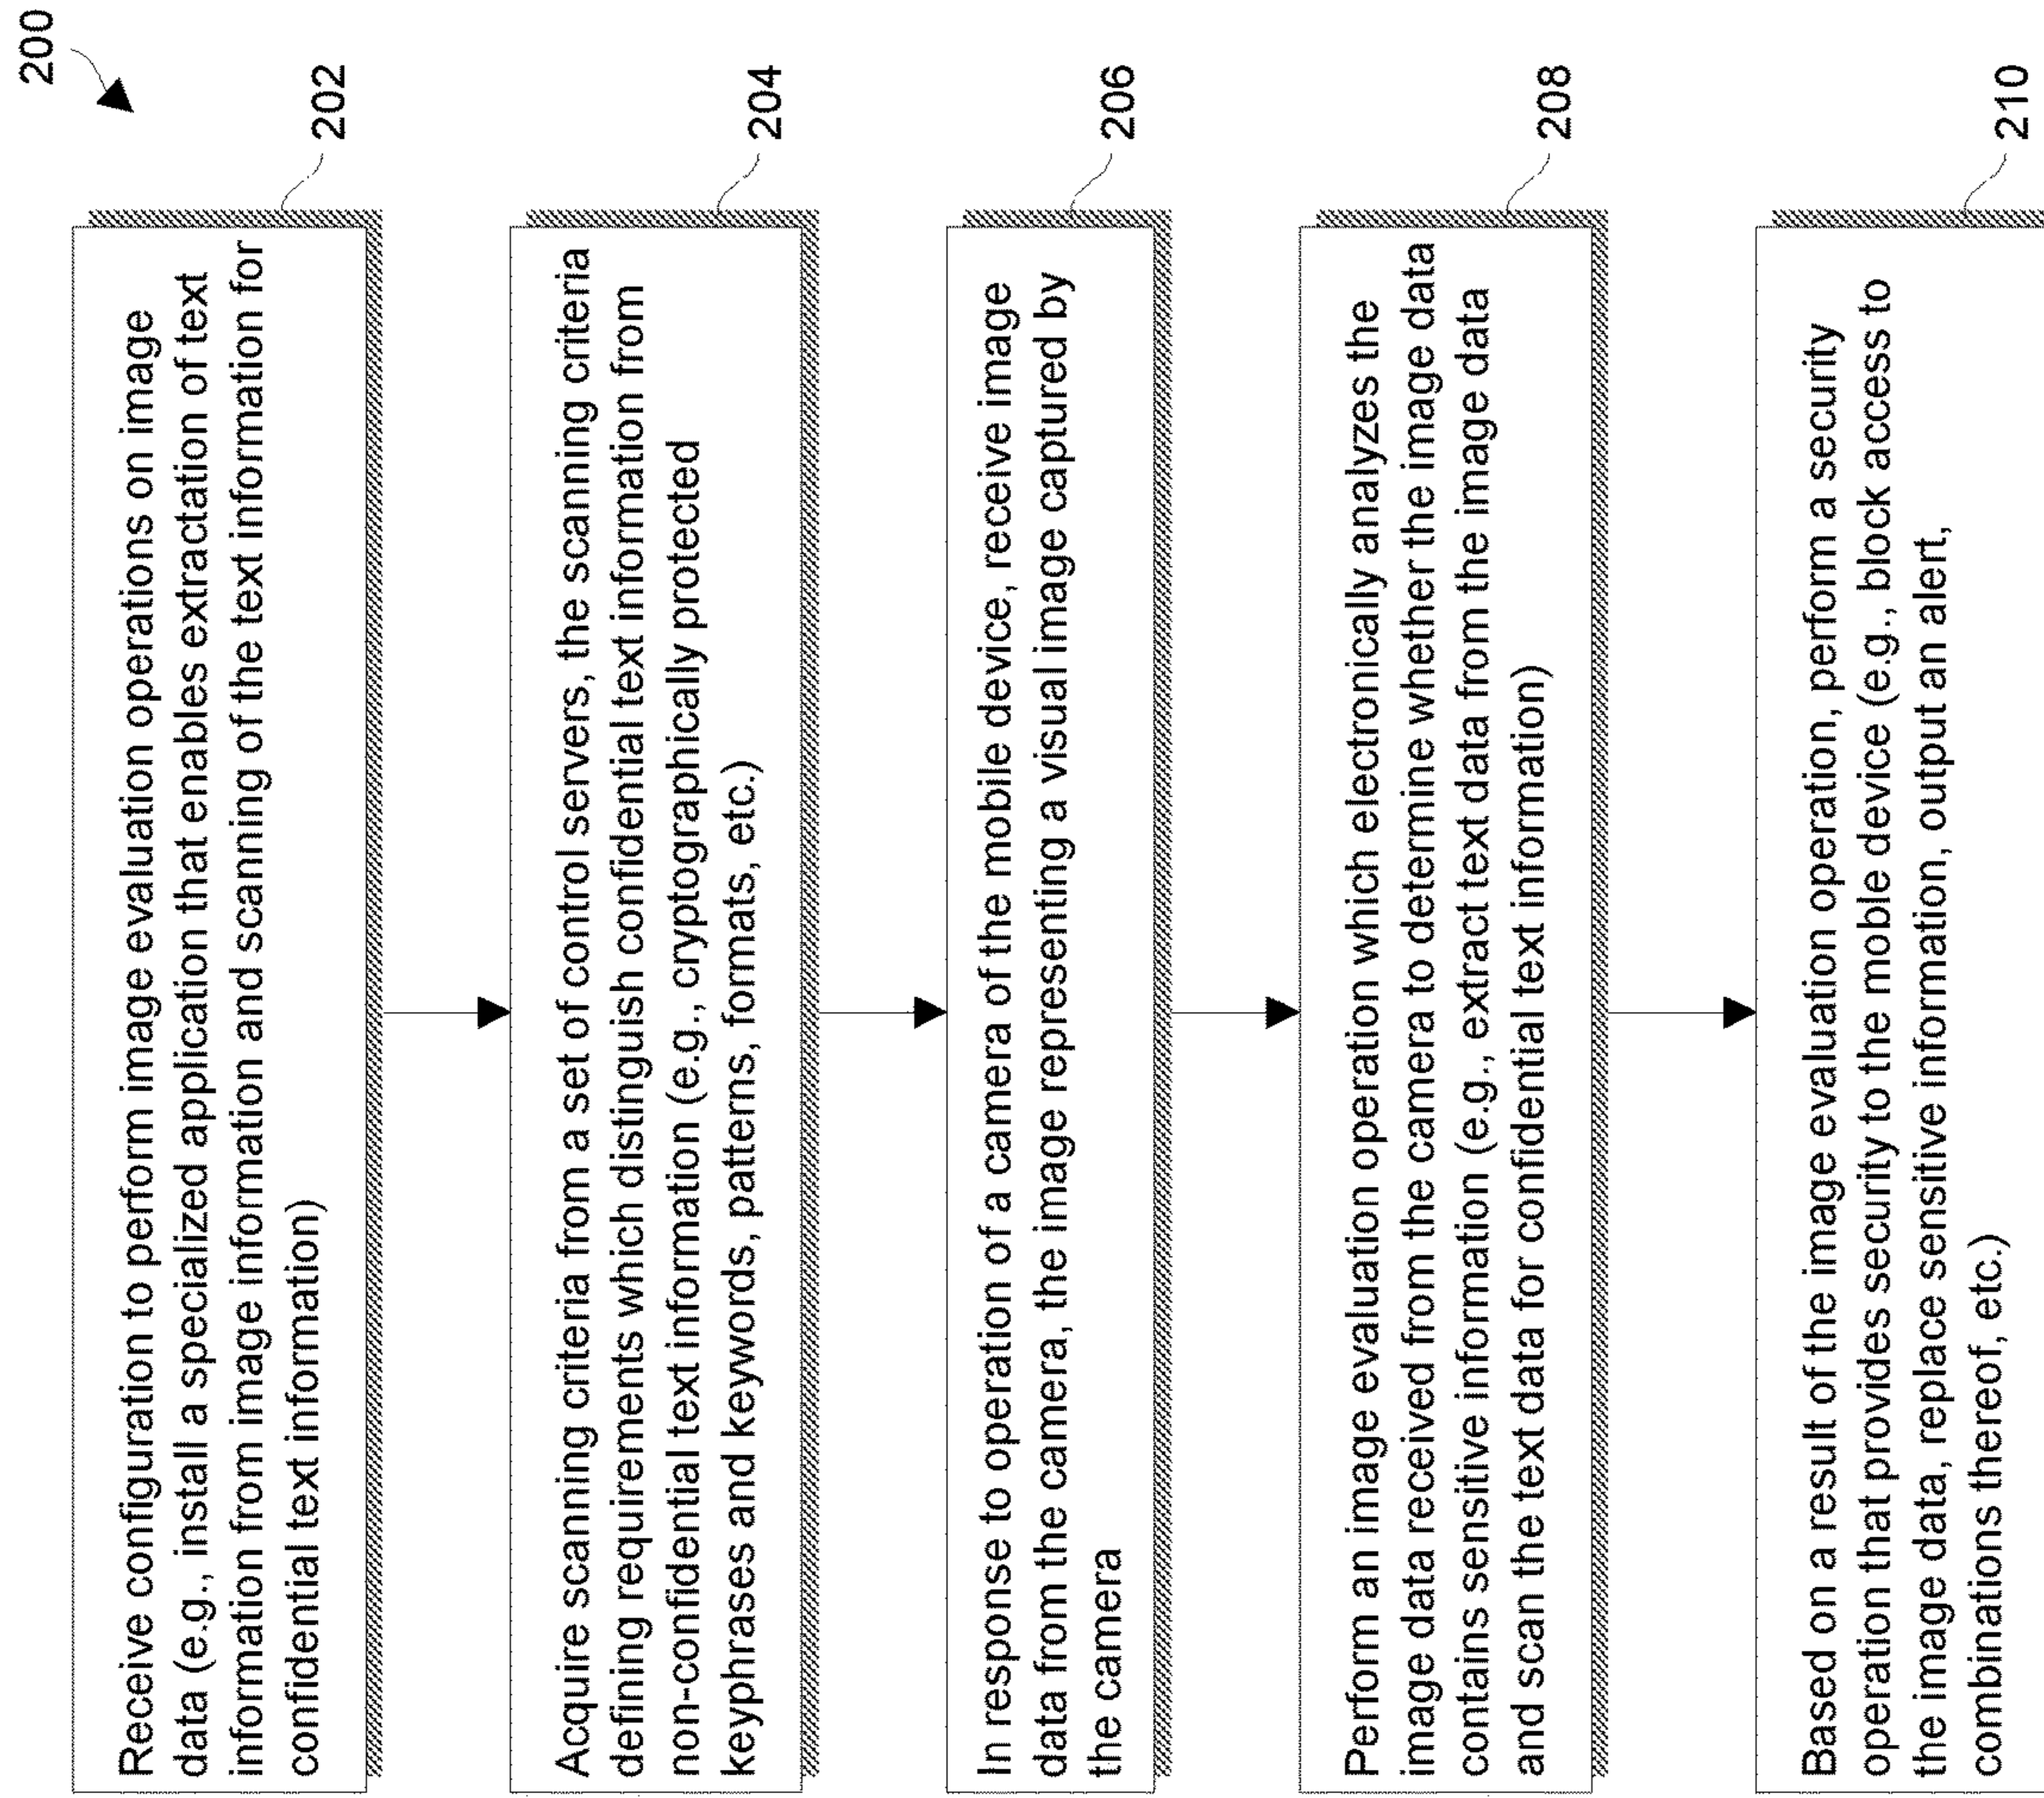 200
Receive configuration to perform image evaluation operations on image
data (e.g., install a specialized application that enables extractation of text
information from image information and scanning of the text information for
confidential text information)
202
Acquire scanning criteria from a set of control servers, the scanning criteria
defining requirements which distinguish confidential text information from
non-confidential text information (e.g., cryptographically protected
keyphrases and keywords, patterns, formats, etc.)
204
In response to operation of a camera of the mobile device, receive image
data from the camera, the image representing a visual image captured by
the camera
206
Perform an image evaluation operation which electronically analyzes the
image data received from the camera to determine whether the image data
contains sensitive information (e.g., extract text data from the image data
and scan the text data for confidential text information)
208
Based on a result of the image evaluation operation, perform a security
operation that provides security to the moble device (e.g., block access to
the image data, replace sensitive information, output an alert,
combinations thereof, etc.)
210